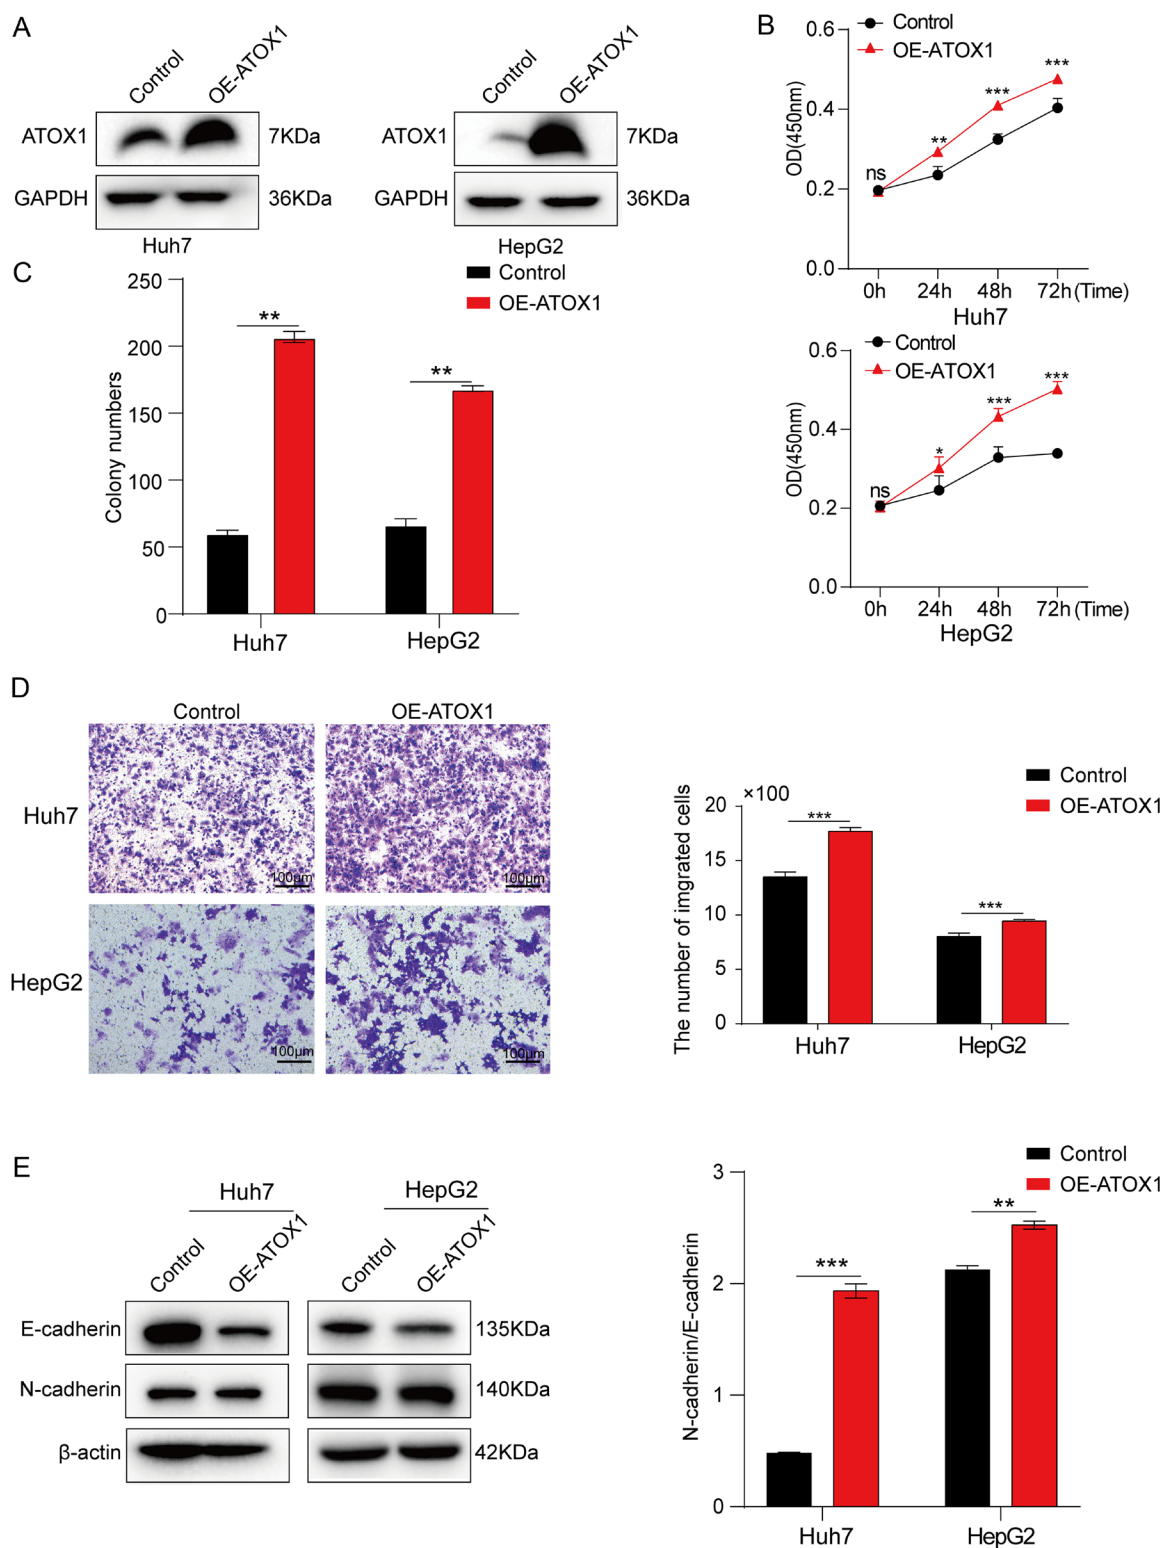 A
Control
OE-ATOX1
ATOX1
7KDa
GAPDH
36KDa
Huh7
Control
OE-ATOX1
ATOX1
7KDa
GAPDH
36KDa
HepG2
B
Control
OE-ATOX1
OD(450nm)
0.6
0.4
0.2
0.0
ns
**
***
***
0h
24h
48h
72h
(Time)
Huh7
Control
OE-ATOX1
OD(450nm)
0.6
0.4
0.2
0.0
ns
*
***
***
0h
24h
48h
72h
(Time)
HepG2
C
Control
OE-ATOX1
Colony numbers
250
200
150
100
50
0
**
**
Huh7
HepG2
D
Control
OE-ATOX1
Huh7
100μm
100μm
HepG2
100μm
100μm
Control
OE-ATOX1
The number of imgrated cells
×100
20
15
10
5
0
***
***
Huh7
HepG2
E
Huh7
HepG2
Control
OE-ATOX1
Control
OE-ATOX1
E-cadherin
135KDa
N-cadherin
140KDa
β-actin
42KDa
Control
OE-ATOX1
N-cadherin/E-cadherin
3
2
1
0
***
**
Huh7
HepG2